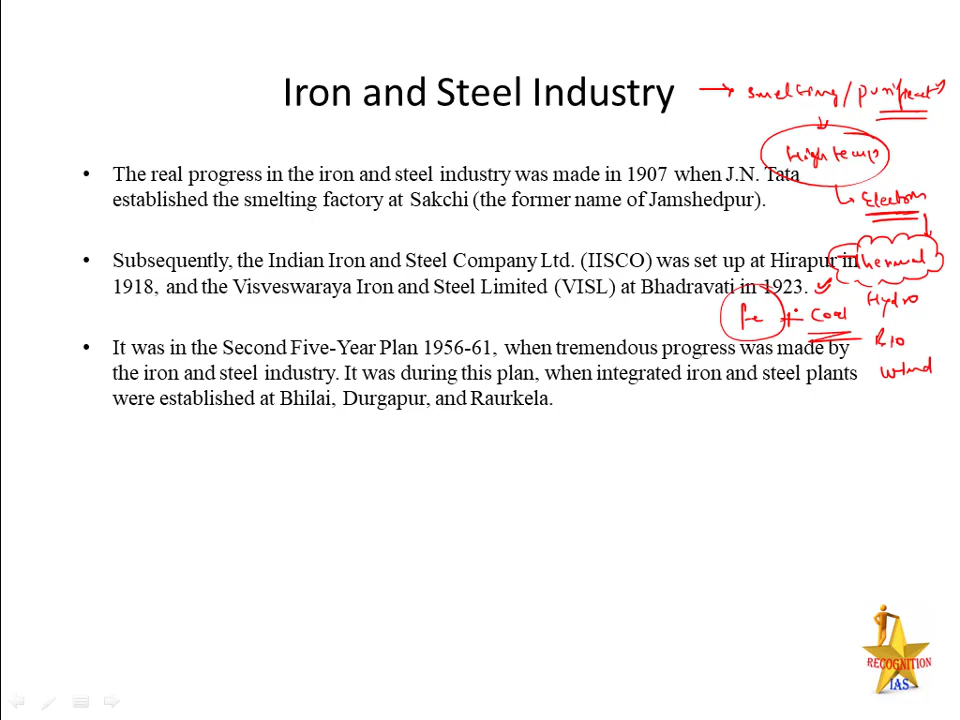 Iron and Steel Industry → smelting/purificat
High temp
• The real progress in the iron and steel industry was made in 1907 when J.N. Tata
established the smelting factory at Sakchi (the former name of Jamshedpur).
Thermal
• Subsequently, the Indian Iron and Steel Company Ltd. (IISCO) was set up at Hirapur in
1918, and the Visveswaraya Iron and Steel Limited (VISL) at Bhadravati in 1923.
Hydro
Fe + Coal
Bio
• It was in the Second Five-Year Plan 1956-61, when tremendous progress was made by
the iron and steel industry. It was during this plan, when integrated iron and steel plants
Wind
were established at Bhilai, Durgapur, and Raurkela.
RECOGNITION
IAS